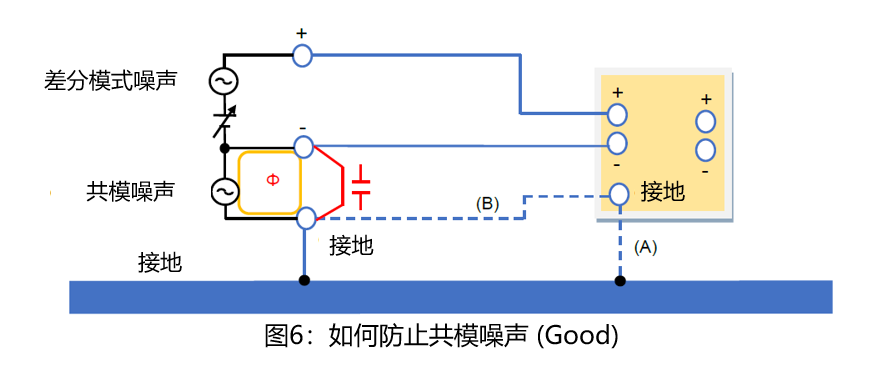 +
差分模式噪声
+
+
-
-
-
共模噪声
Φ
接地
(B)
接地
(A)
接地
图6：如何防止共模噪声 (Good)